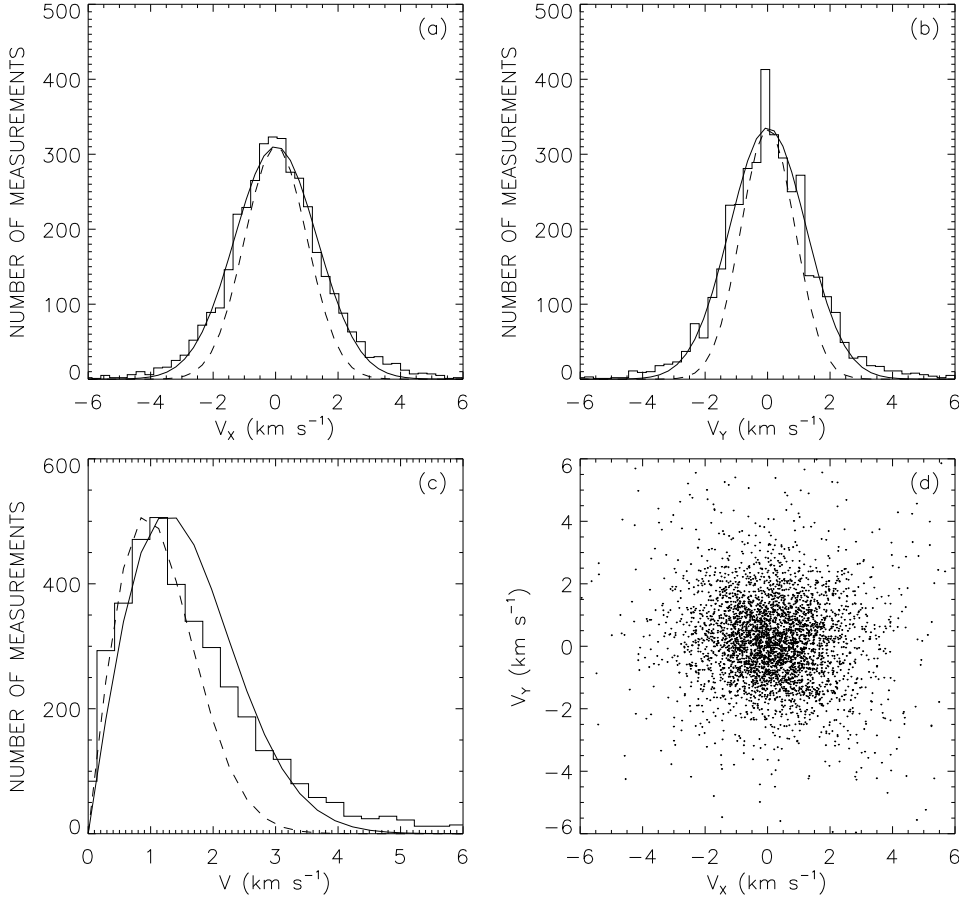 (a)
NUMBER OF MEASUREMENTS
500
400
300
200
100
0
-6 -4 -2 0 2 4 6
V_X (km s⁻¹)
(b)
NUMBER OF MEASUREMENTS
500
400
300
200
100
0
-6 -4 -2 0 2 4 6
V_Y (km s⁻¹)
(c)
NUMBER OF MEASUREMENTS
600
400
200
0
0 1 2 3 4 5 6
V (km s⁻¹)
(d)
V_Y (km s⁻¹)
6
4
2
0
-2
-4
-6
-6 -4 -2 0 2 4 6
V_X (km s⁻¹)